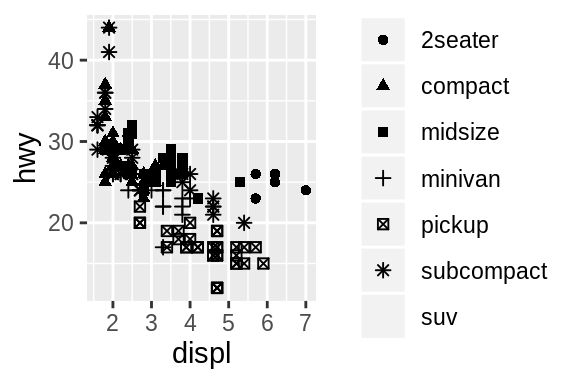 2seater
40
compact
midsize
hwy
30
minivan
20
pickup
subcompact
suv
2 3 4 5 6 7
displ